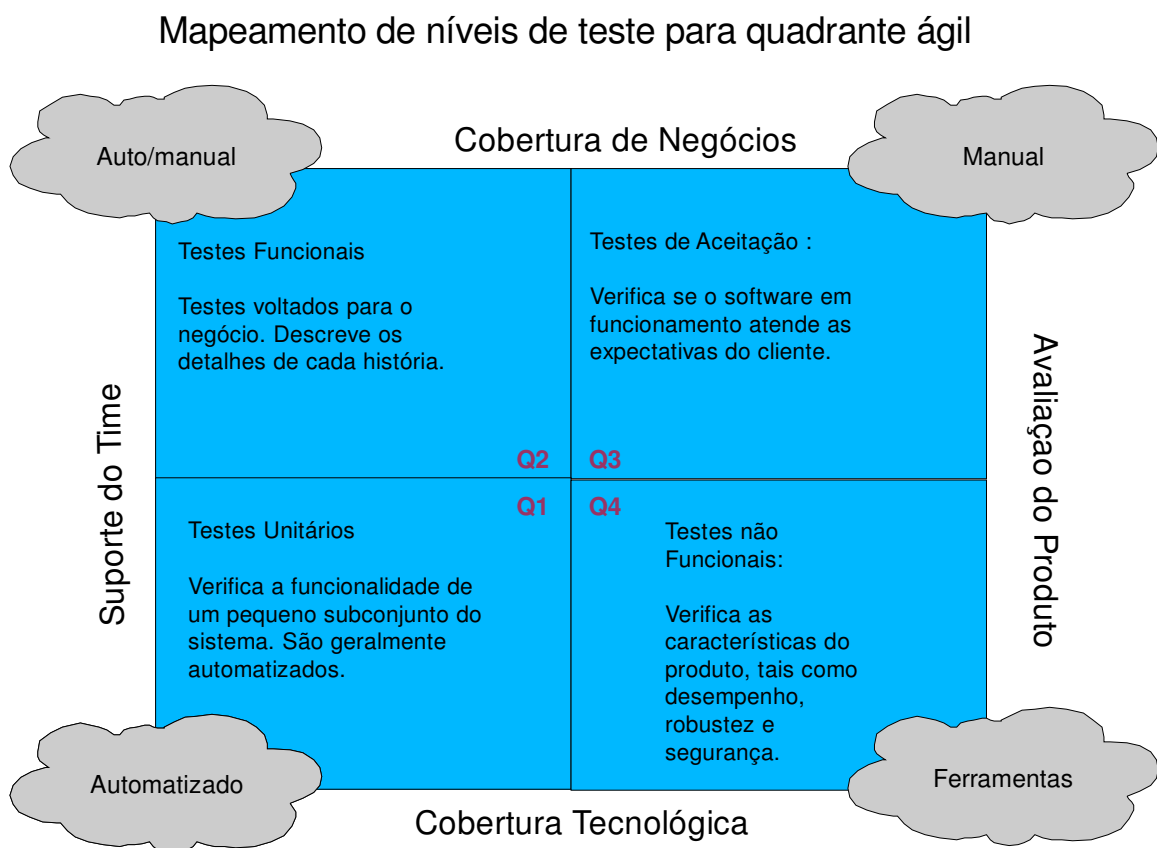 Mapeamento de níveis de teste para quadrante ágil
Auto/manual
Cobertura de Negócios
Manual
Testes Funcionais
Testes voltados para o
negócio. Descreve os
detalhes de cada história.
Q2
Testes de Aceitação :
Verifica se o software em
funcionamento atende as
expectativas do cliente.
Q3
Suporte do Time
Avaliaçao do Produto
Q1
Testes Unitários
Verifica a funcionalidade de
um pequeno subconjunto do
sistema. São geralmente
automatizados.
Q4
Testes não
Funcionais:
Verifica as
características do
produto, tais como
desempenho,
robustez e
segurança.
Automatizado
Cobertura Tecnológica
Ferramentas